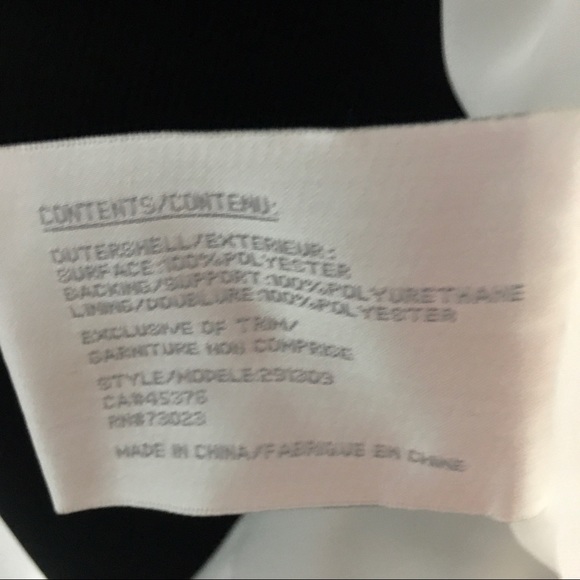 CONTENTS/CONTENU:
OUTERSHELL/EXTERIEUR:
SURFACE:100%POLYESTER
BACKING/SUPPORT:100%POLYURETHANE
LINING/DOUBLURE:100%POLYESTER
EXCLUSIVE OF TRIM/
GARNITURE NON COMPRISE
STYLE/MODELE:291309
CA#45376
RN#73023
MADE IN CHINA/FABRIQUE EN CHINE